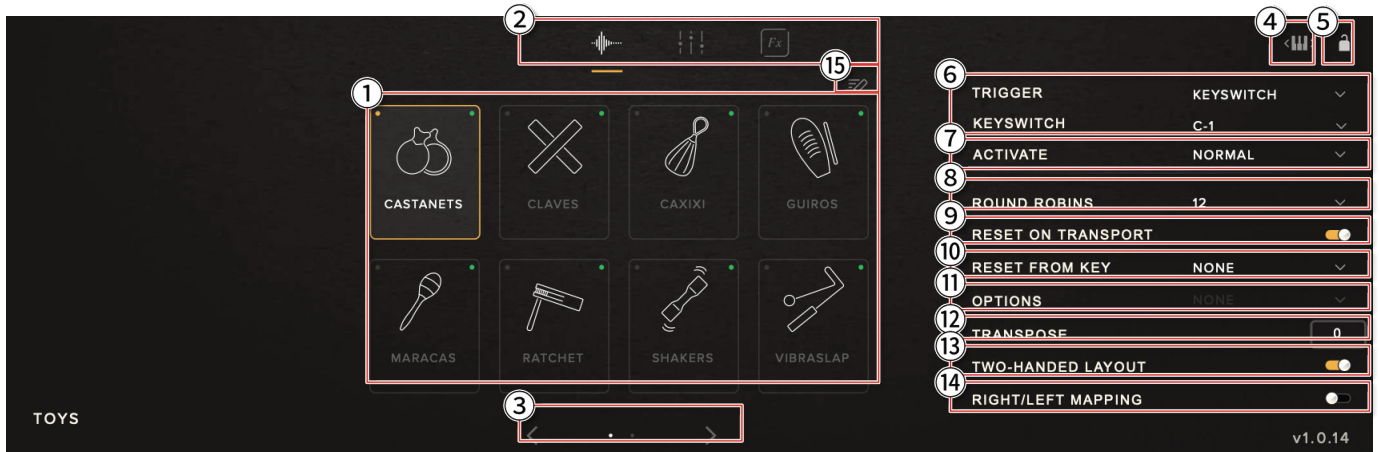 ② ④ ⑤
Fx
⑮
① ⑥
TRIGGER KEYSWITCH
KEYSWITCH C-1
⑦
ACTIVATE NORMAL
⑧
CASTANETS CLAVES CAXIXI GUIROS
ROUND ROBINS 12
⑨
RESET ON TRANSPORT
⑩
RESET FROM KEY NONE
⑪
OPTIONS NONE
⑫
TRANSPOSE 0
⑬
MARACAS RATCHET SHAKERS VIBRASLAP
TWO-HANDED LAYOUT
⑭
RIGHT/LEFT MAPPING
③
TOYS
v1.0.14